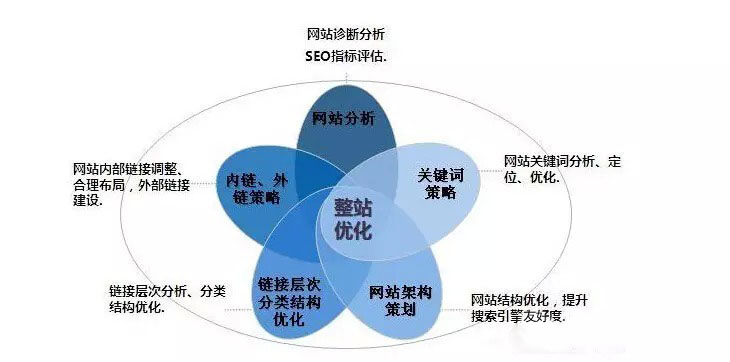 网站诊断分析
SEO指标评估.
网站分析
网站内部链接调整、
合理布局，外部链接
建设.
内链、外
链策略
关键词
策略
网站关键词分析、定
位、优化.
整站
优化
链接层次分析、分类
结构优化.
链接层次
分类结构
优化
网站架构
策划
网站结构优化，提升
搜索引擎友好度.